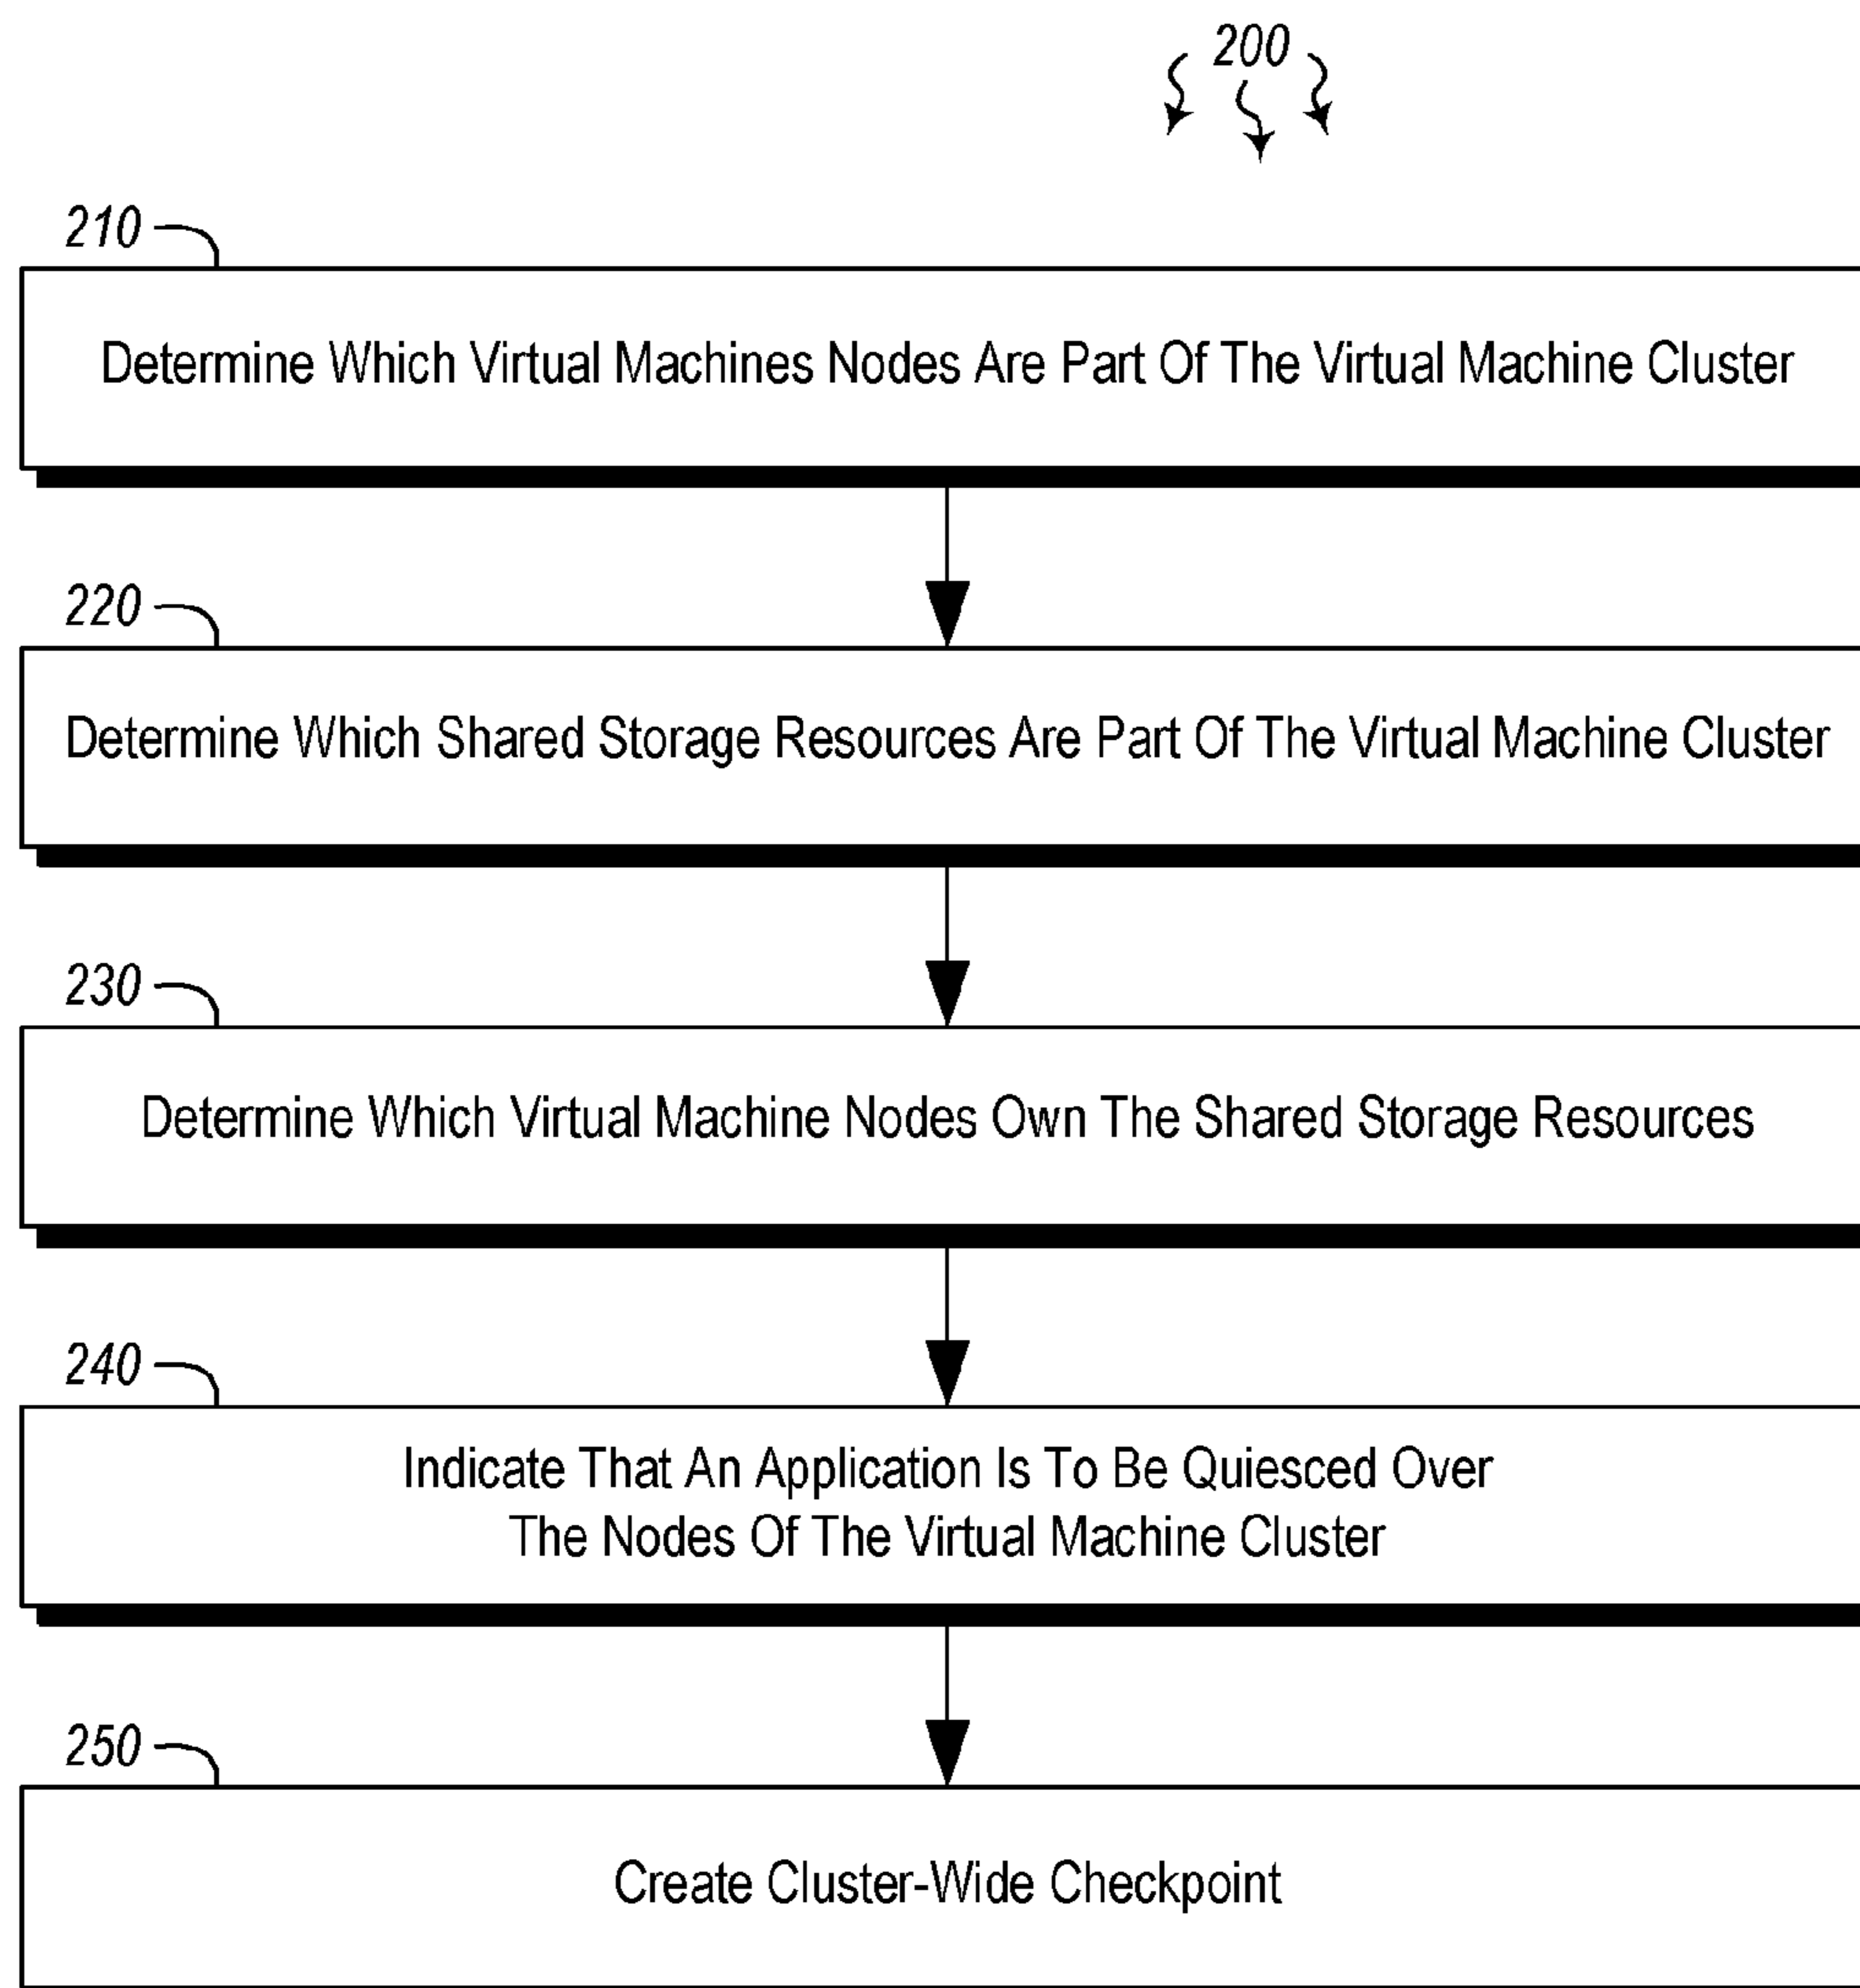 200
210
Determine Which Virtual Machines Nodes Are Part Of The Virtual Machine Cluster
220
Determine Which Shared Storage Resources Are Part Of The Virtual Machine Cluster
230
Determine Which Virtual Machine Nodes Own The Shared Storage Resources
240
Indicate That An Application Is To Be Quiesced Over
The Nodes Of The Virtual Machine Cluster
250
Create Cluster-Wide Checkpoint